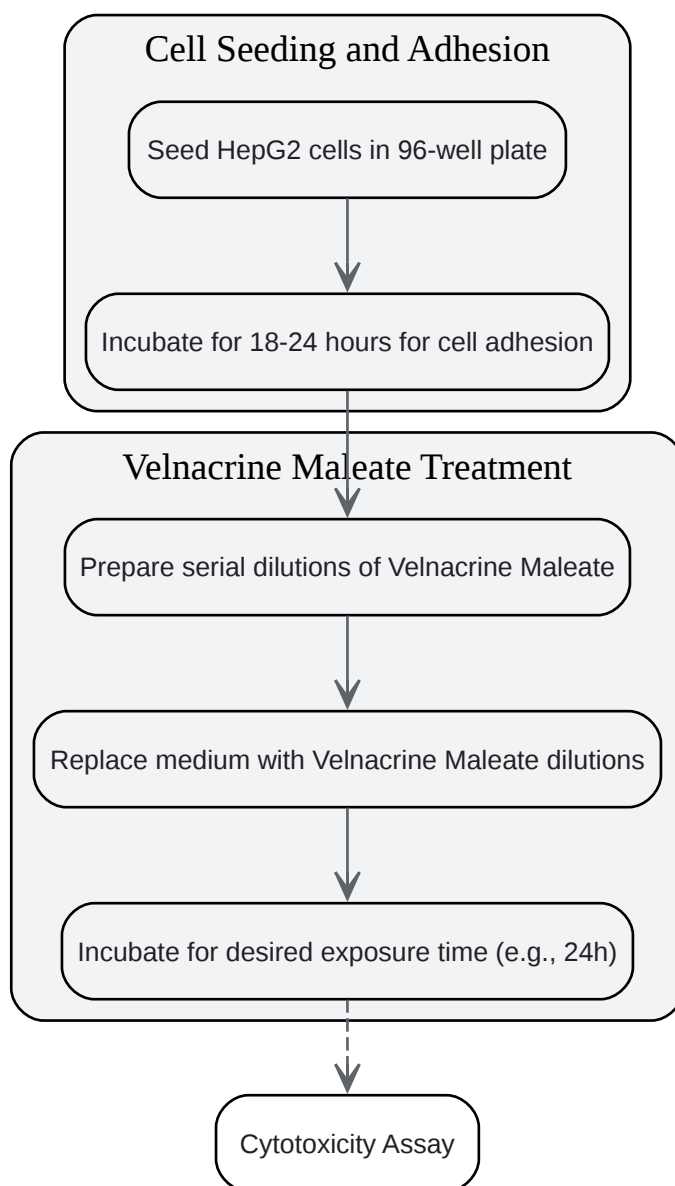 Cell Seeding and Adhesion
Seed HepG2 cells in 96-well plate
Incubate for 18-24 hours for cell adhesion
Velnacrine Maleate Treatment
Prepare serial dilutions of Velnacrine Maleate
Replace medium with Velnacrine Maleate dilutions
Incubate for desired exposure time (e.g., 24h)
Cytotoxicity Assay